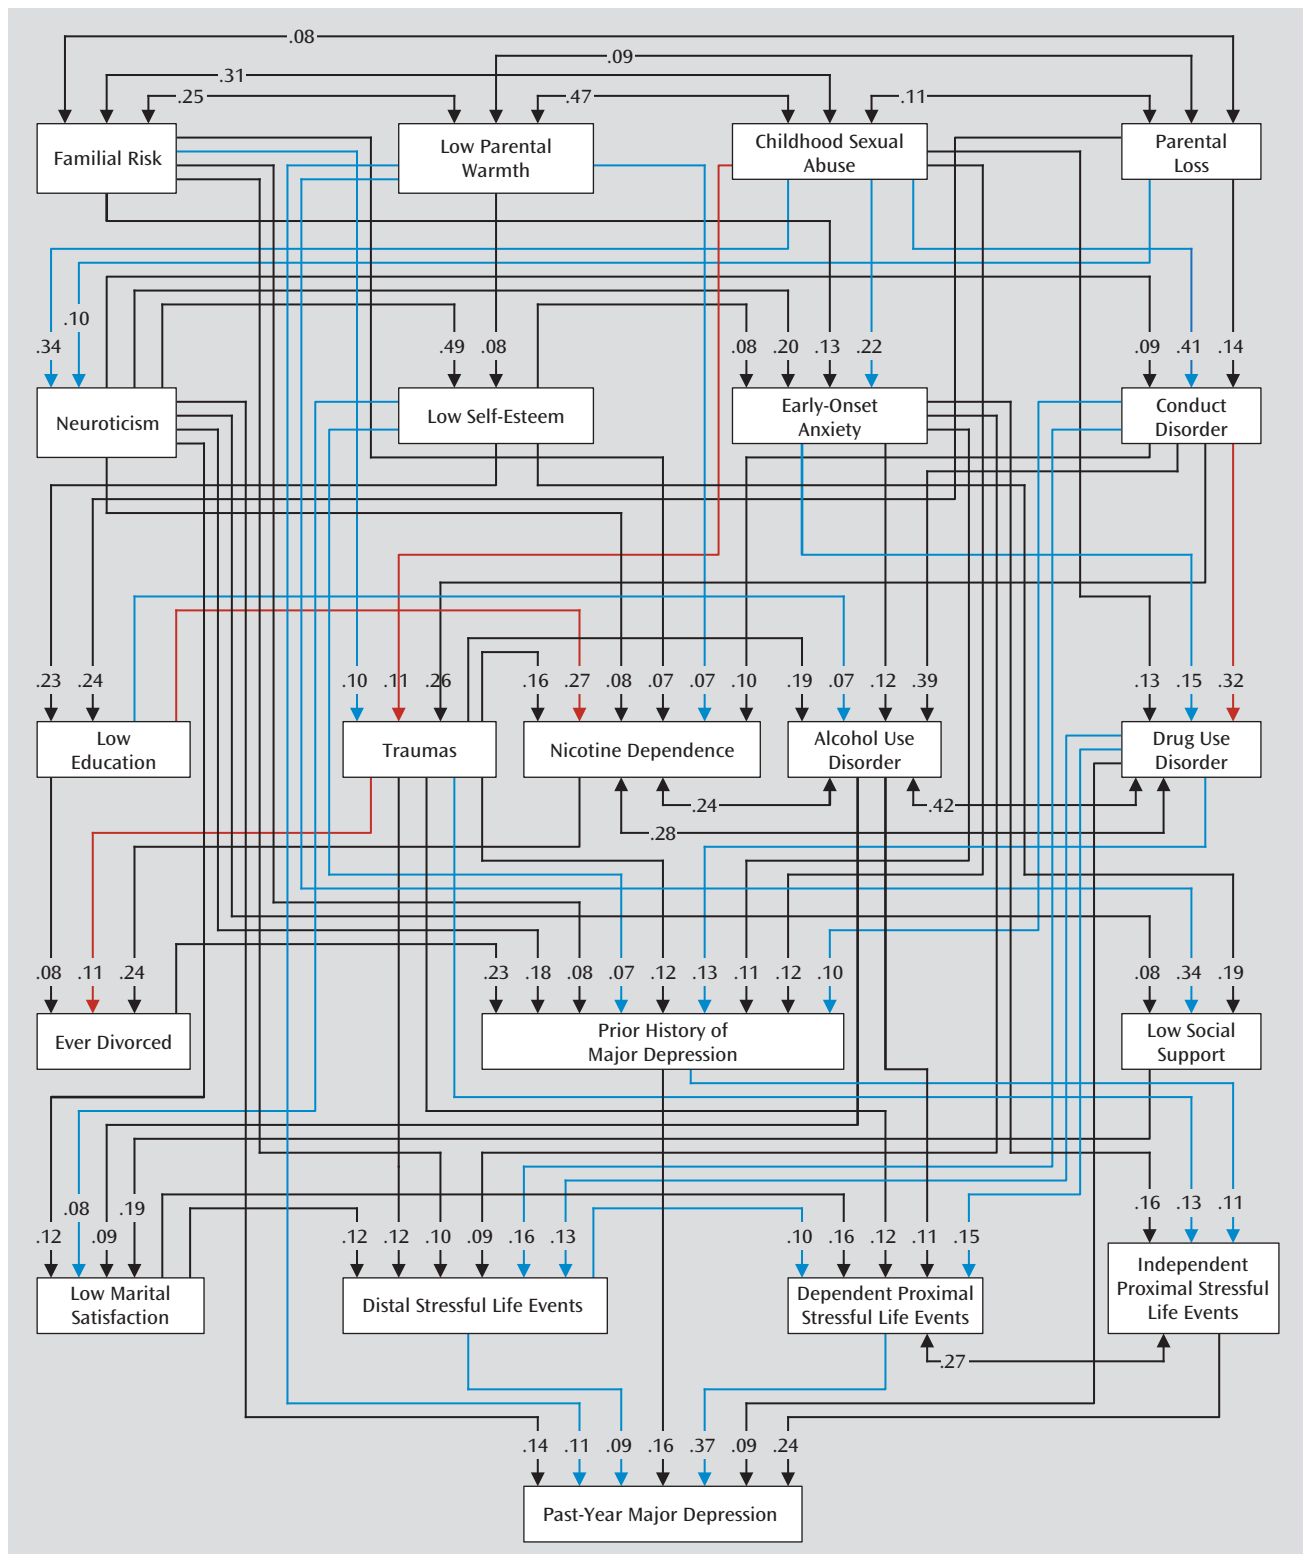 .08
.09
.31
.25
.47
.11
Familial Risk
Low Parental
Warmth
Childhood Sexual
Abuse
Parental
Loss
.10
.34
.49 .08
.08 .20 .13 .22
.09 .41 .14
Neuroticism
Low Self-Esteem
Early-Onset
Anxiety
Conduct
Disorder
.23 .24
.10 .11 .26
.16 .27 .08 .07 .07 .10
.19 .07 .12 .39
.13 .15 .32
Low
Education
Traumas
Nicotine Dependence
Alcohol Use
Disorder
Drug Use
Disorder
.24
.42
.28
.08 .11 .24
.23 .18 .08 .07 .12 .13 .11 .12 .10
.08 .34 .19
Ever Divorced
Prior History of
Major Depression
Low Social
Support
.08 .19
.12 .09
.12 .12 .10 .09 .16 .13
.10 .16 .12 .11 .15
.16 .13 .11
Low Marital
Satisfaction
Distal Stressful Life Events
Dependent Proximal
Stressful Life Events
Independent
Proximal Stressful
Life Events
.27
.14 .11 .09 .16 .37 .09 .24
Past-Year Major Depression